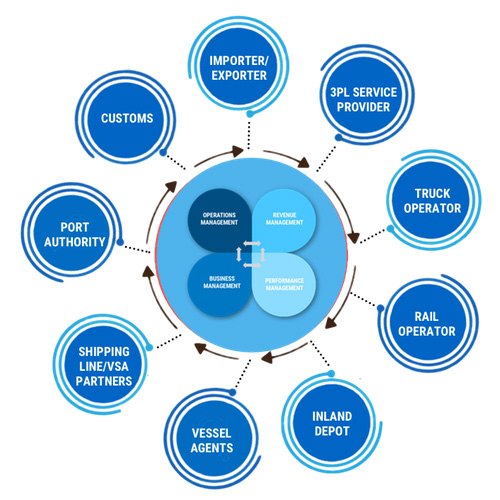 IMPORTER/
EXPORTER
3PL SERVICE
PROVIDER
TRUCK
OPERATOR
RAIL
OPERATOR
INLAND
DEPOT
VESSEL
AGENTS
SHIPPING
LINE/VSA
PARTNERS
PORT
AUTHORITY
CUSTOMS
OPERATIONS
MANAGEMENT
REVENUE
MANAGEMENT
BUSINESS
MANAGEMENT
PERFORMANCE
MANAGEMENT